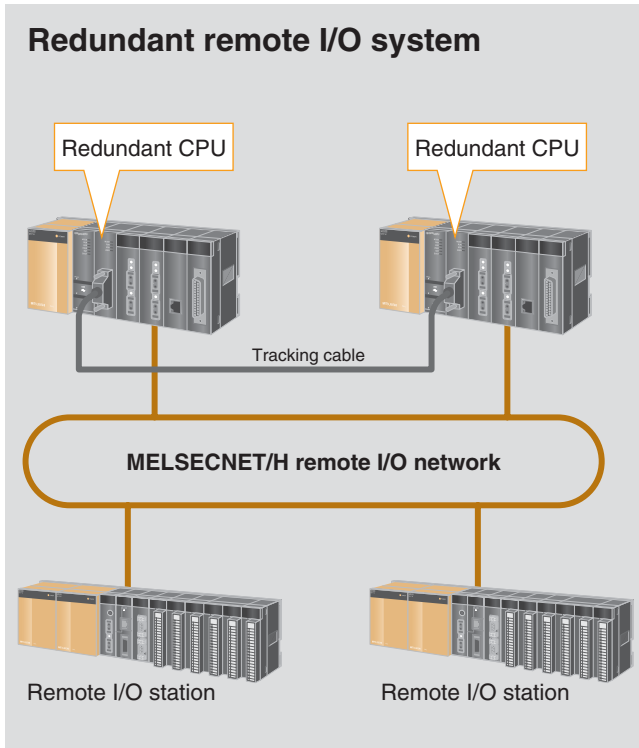 Redundant remote I/O system
Redundant CPU
Redundant CPU
Tracking cable
MELSECNET/H remote I/O network
Remote I/O station
Remote I/O station